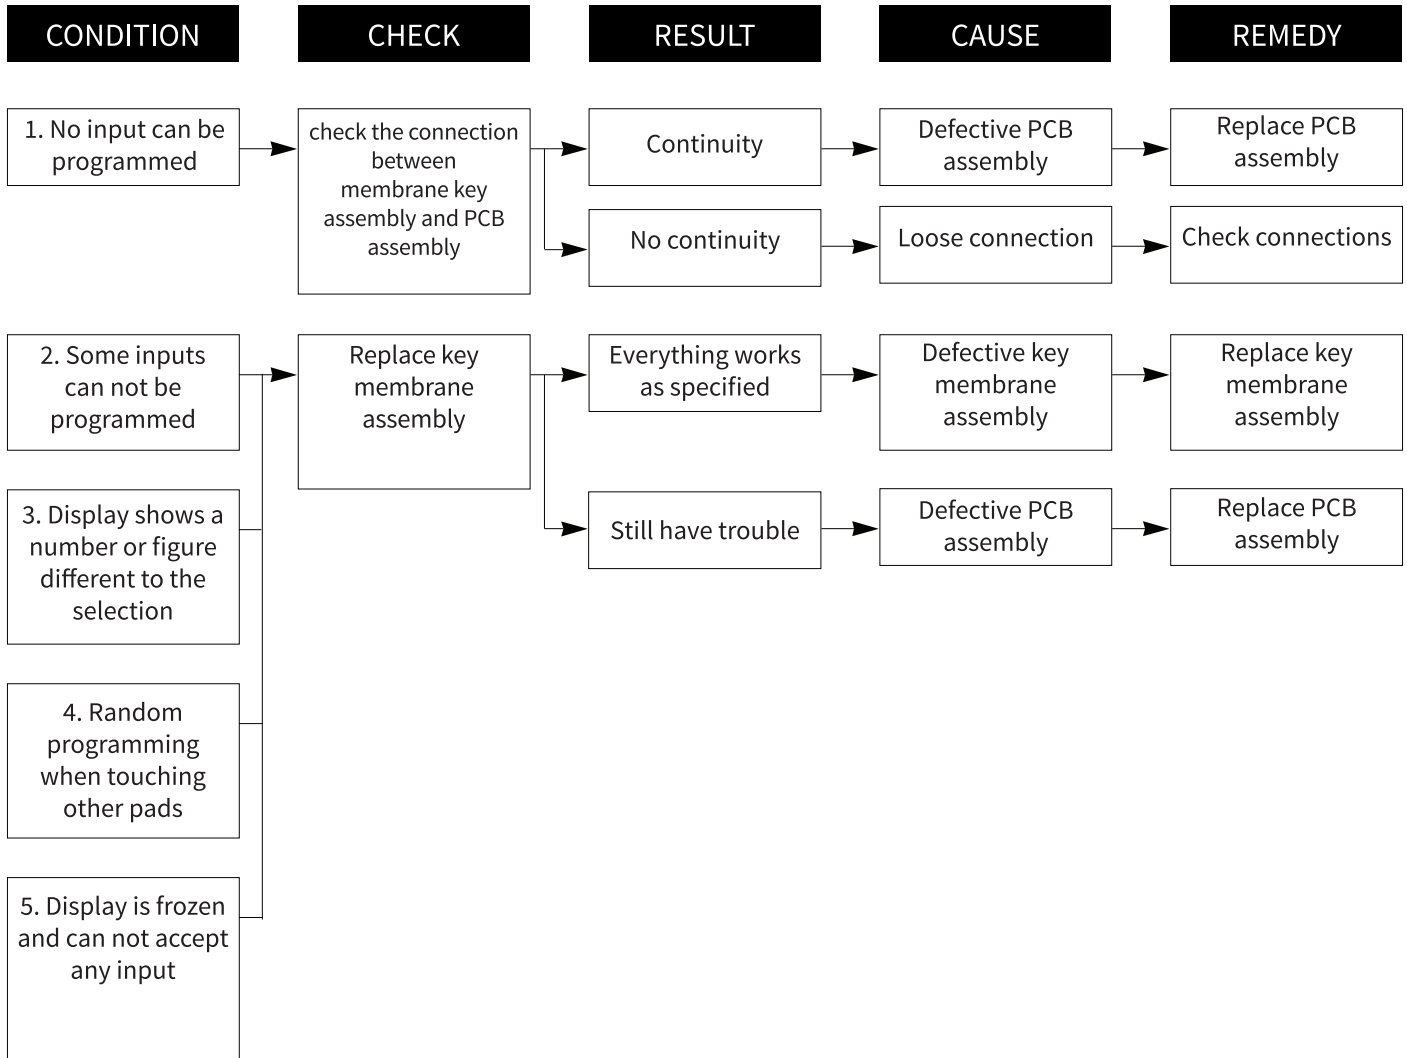 CONDITION
CHECK
RESULT
CAUSE
REMEDY
1. No input can be
programmed
check the connection
between
membrane key
assembly and PCB
assembly
Continuity
Defective PCB
assembly
Replace PCB
assembly
No continuity
Loose connection
Check connections
2. Some inputs
can not be
programmed
Replace key
membrane
assembly
Everything works
as specified
Defective key
membrane
assembly
Replace key
membrane
assembly
Still have trouble
Defective PCB
assembly
Replace PCB
assembly
3. Display shows a
number or figure
different to the
selection
4. Random
programming
when touching
other pads
5. Display is frozen
and can not accept
any input